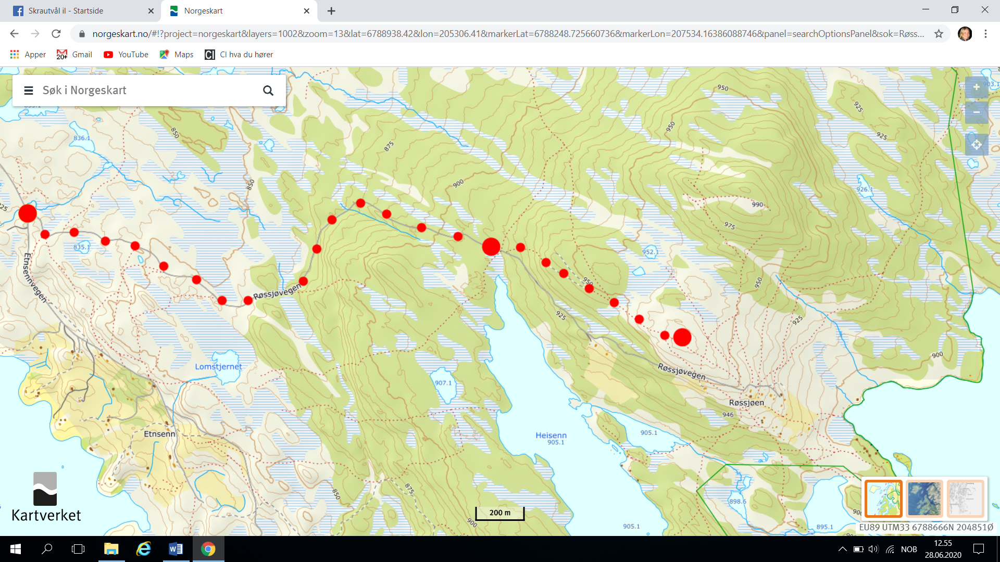 Skrautvål il - Startside
Norgeskart
norgeskart.no/#!?project=norgeskart&layers=1002&zoom=13&lat=6788938.42&lon=205306.41&markerLat=6788248.725660736&markerLon=207534.16386088746&panel=searchOptionsPanel&sok=Røss...
Apper
20+
Gmail
YouTube
Maps
CI
CI hva du hører
Søk i Norgeskart
950
903.1
925
850
950
925
836.1
875
850
900
926.1
990
975
835.1
952.1
950
950
Etnsennvegen
Røssjøvegen
925
925
900
Lomstjernet
907.1
Røssjøvegen
Røssjøen
946
Etnsenn
Heisenn
905.1
905.1
850
875
898.6
900
905.1
895.1
Kartverket
200 m
EU89 UTM33 6788666N 204851Ø
NOB
12.55
28.06.2020